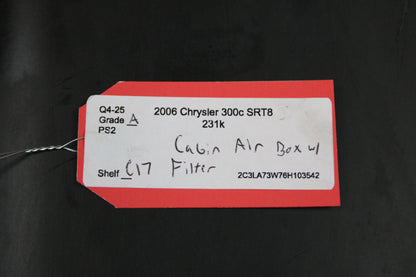 Q4-25
2006 Chrysler 300c SRT8
Grade A
231k
PS2
Cabin Air Box w/
Shelf C17 Filter
2C3LA73W76H103542